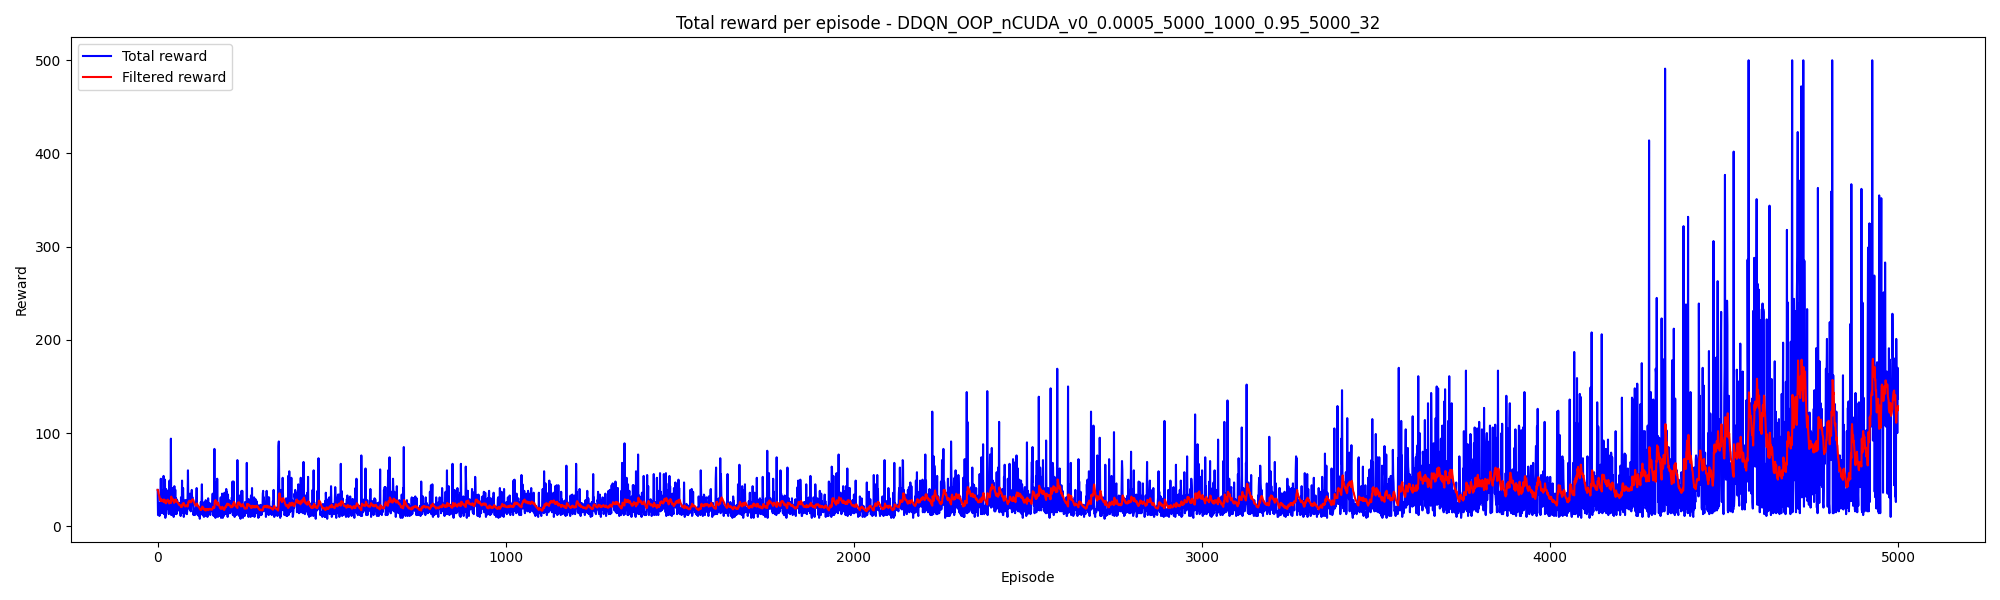 Total reward per episode - DDQN_OOP_nCUDA_v0_0.0005_5000_1000_0.95_5000_32
Total reward
Filtered reward
500
400
300
200
100
0
Reward
0 1000 2000 3000 4000 5000
Episode